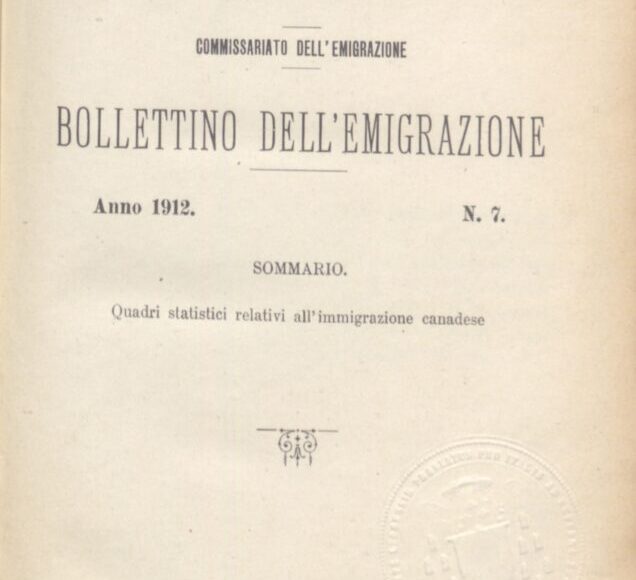 COMMISSARIATO DELL'EMIGRAZIONE
BOLLETTINO DELL'EMIGRAZIONE
Anno 1912.
N. 7.
SOMMARIO.
Quadri statistici relativi all'immigrazione canadese